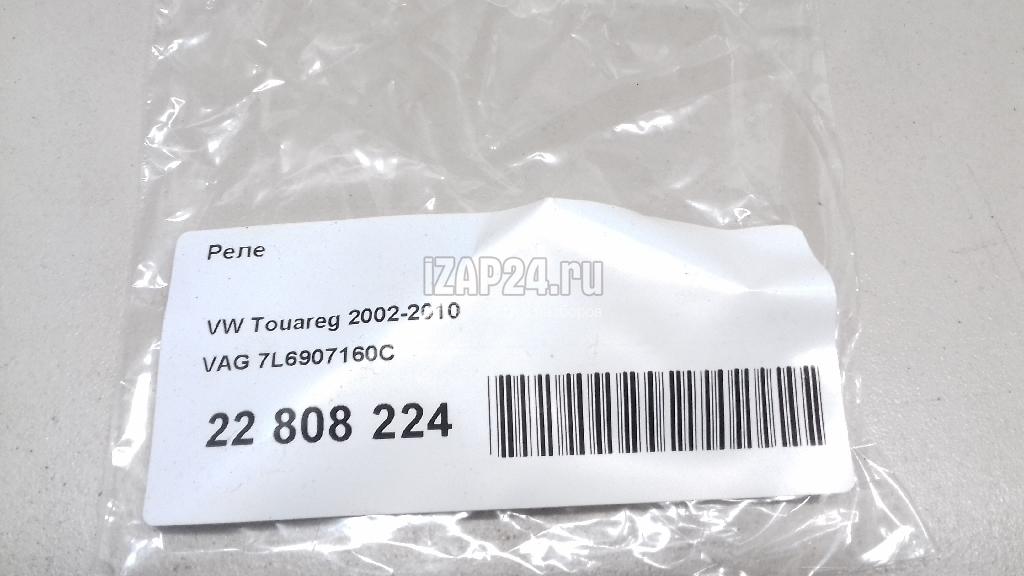 Реле
iZAP24.ru
VW Touareg 2002-2010
VAG 7L6907160C
22 808 224